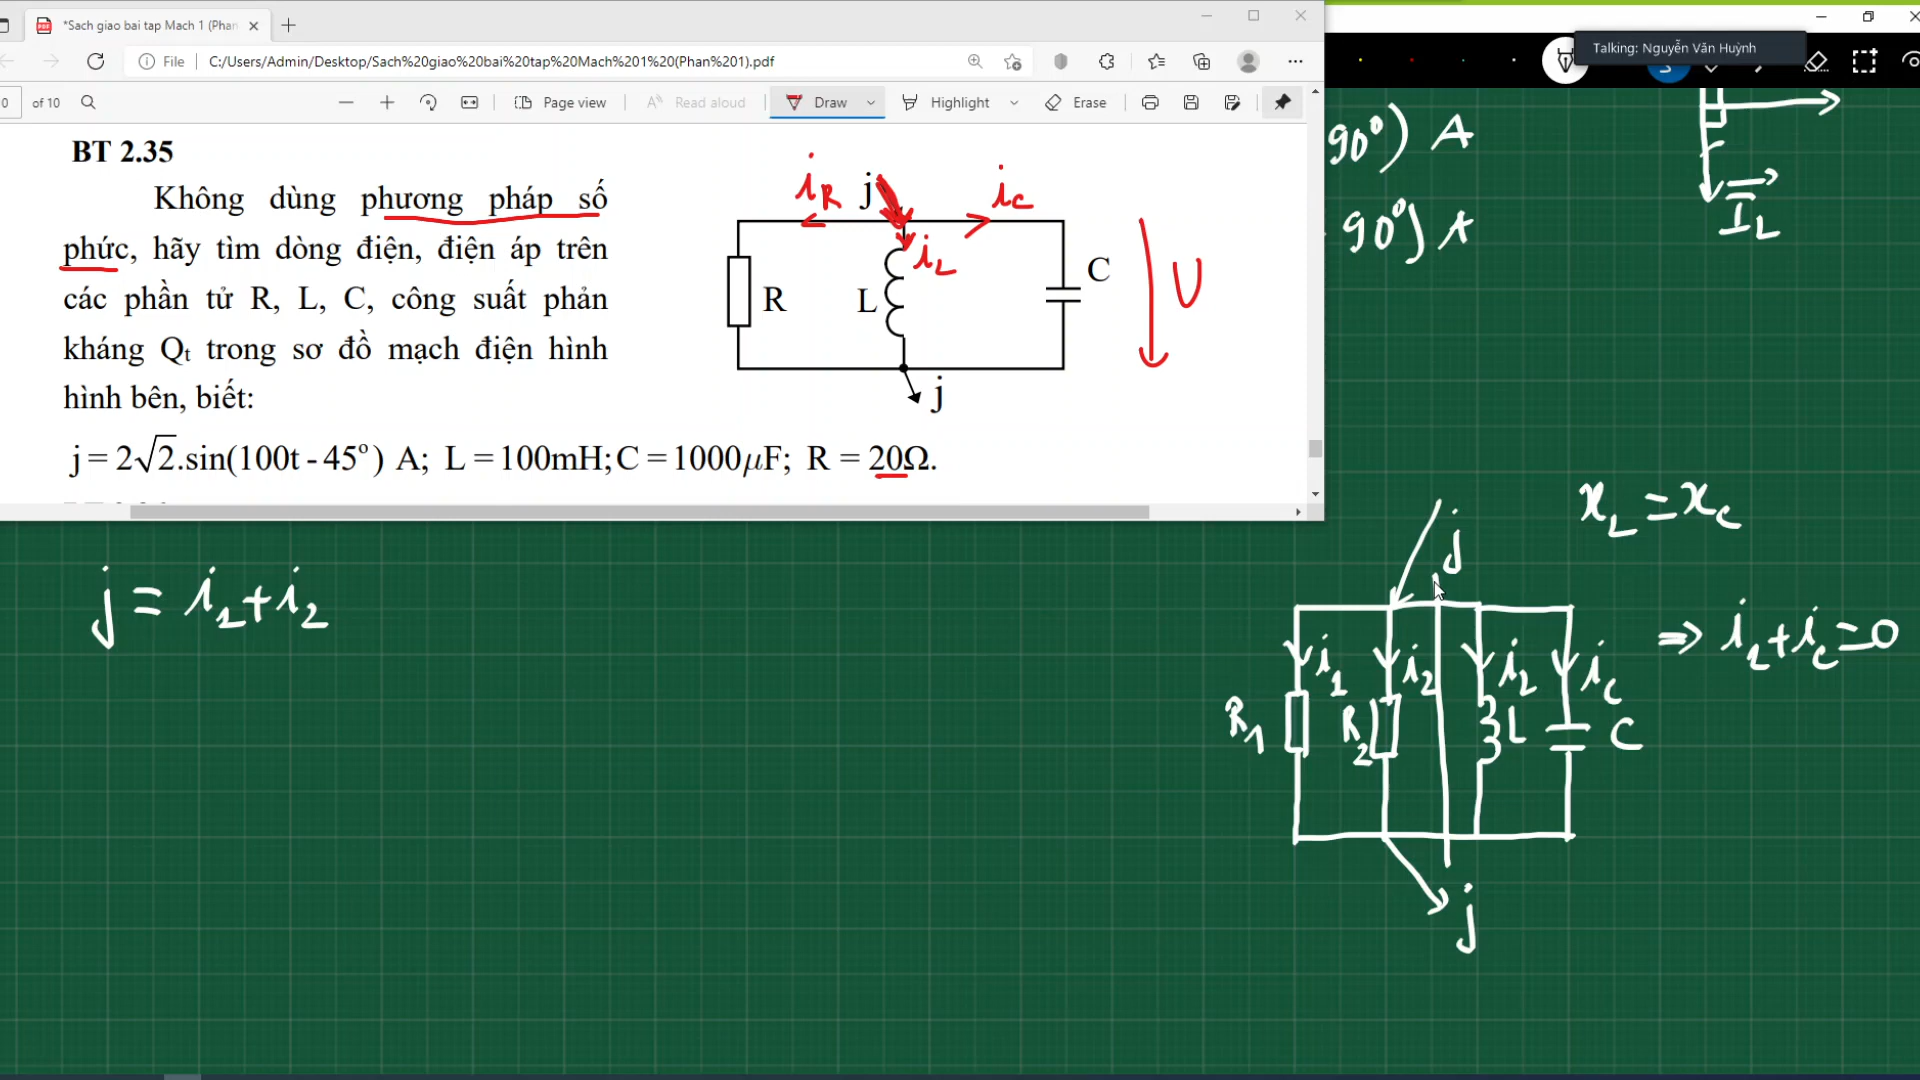 *Sach giao bai tap Mach 1 (Phan
Talking: Nguyễn Văn Huỳnh
File C:/Users/Admin/Desktop/Sach%20giao%20bai%20tap%20Mach%201%20(Phan%201).pdf
0 of 10 Page view Read aloud Draw Highlight Erase
BT 2.35
Không dùng phương pháp số
phức, hãy tìm dòng điện, điện áp trên
các phần tử R, L, C, công suất phản
kháng Qt trong sơ đồ mạch điện hình
hình bên, biết:
j = 2√2.sin(100t - 45°) A; L = 100mH; C = 1000μF; R = 20Ω.
iR j iC
iL
R L C U
j
90°) A
90°) A
IL
xL = xC
j = i1 + i2
j
⇒ iL + iC = 0
i1 i2 iL iC
R1 R2 L C
j